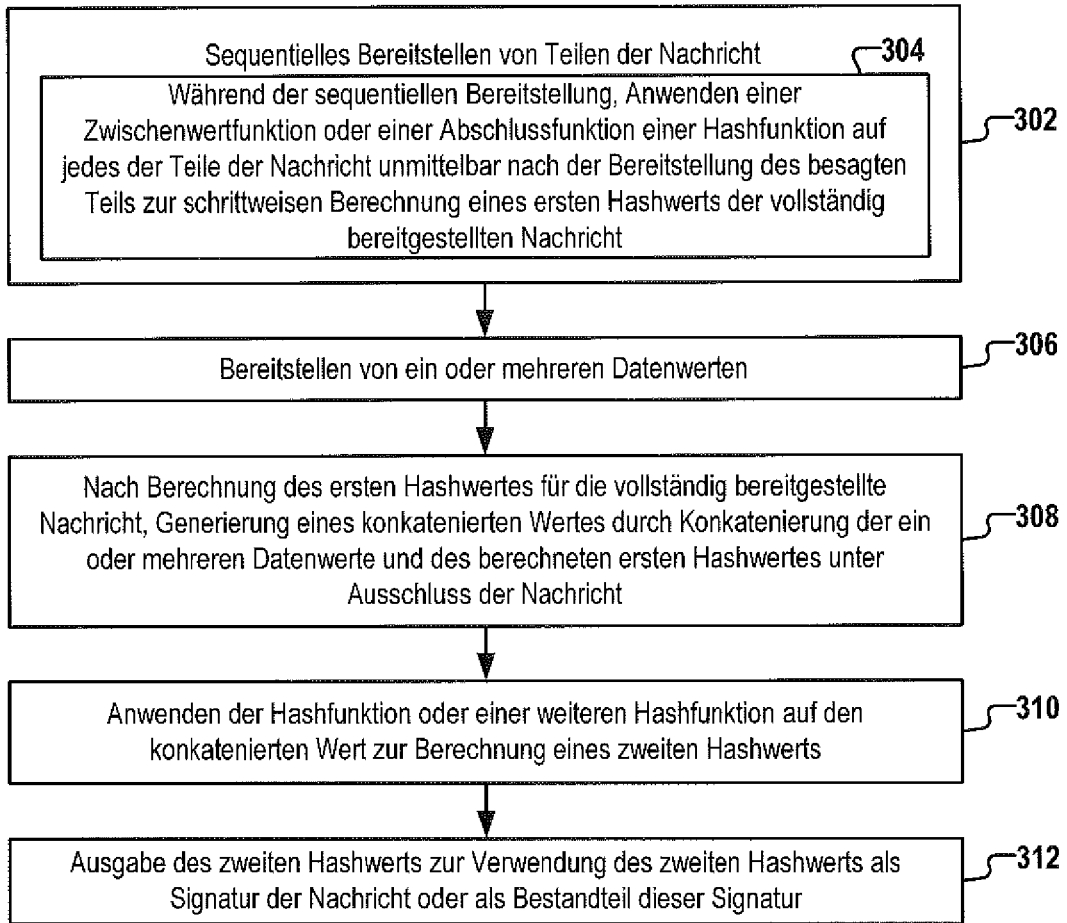 Sequentielles Bereitstellen von Teilen der Nachricht
304
Während der sequentiellen Bereitstellung, Anwenden einer
Zwischenwertfunktion oder einer Abschlussfunktion einer Hashfunktion auf
jedes der Teile der Nachricht unmittelbar nach der Bereitstellung des besagten
Teils zur schrittweisen Berechnung eines ersten Hashwerts der vollständig
bereitgestellten Nachricht
302
306
Bereitstellen von ein oder mehreren Datenwerten
Nach Berechnung des ersten Hashwertes für die vollständig bereitgestellte
Nachricht, Generierung eines konkatenierten Wertes durch Konkatenierung der ein
oder mehreren Datenwerte und des berechneten ersten Hashwertes unter
Ausschluss der Nachricht
308
Anwenden der Hashfunktion oder einer weiteren Hashfunktion auf den
konkatenierten Wert zur Berechnung eines zweiten Hashwerts
310
Ausgabe des zweiten Hashwerts zur Verwendung des zweiten Hashwerts als
Signatur der Nachricht oder als Bestandteil dieser Signatur
312